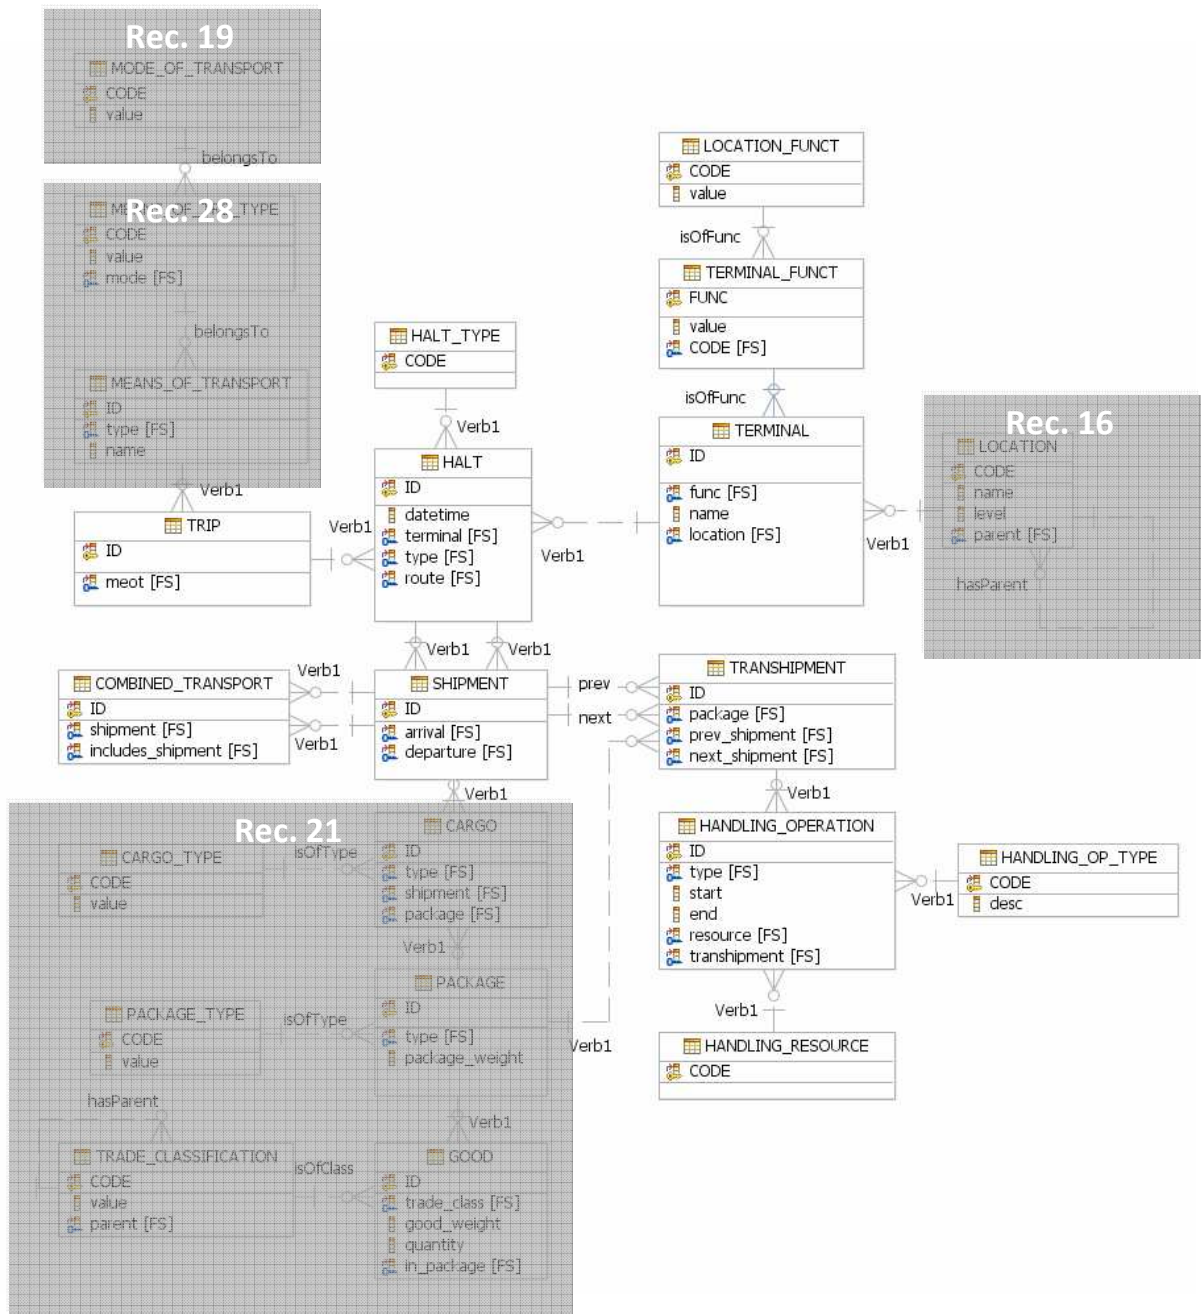 Rec. 19
MODE_OF_TRANSPORT
CODE
value
belongsTo
Rec. 28
CODE
value
mode [FS]
belongsTo
MEANS_OF_TRANSPORT
ID
type [FS]
name
Verb1
TRIP
ID
meot [FS]
HALT_TYPE
CODE
Verb1
HALT
ID
datetime
terminal [FS]
type [FS]
route [FS]
Verb1
Verb1
LOCATION_FUNCT
CODE
value
isOfFunc
TERMINAL_FUNCT
FUNC
value
CODE [FS]
isOfFunc
TERMINAL
ID
func [FS]
name
location [FS]
Verb1
Rec. 16
LOCATION
CODE
name
level
parent [FS]
hasParent
Verb1
Verb1
COMBINED_TRANSPORT
ID
shipment [FS]
includes_shipment [FS]
Verb1
Verb1
SHIPMENT
ID
arrival [FS]
departure [FS]
prev
next
TRANSHIPMENT
ID
package [FS]
prev_shipment [FS]
next_shipment [FS]
Verb1
Verb1
HANDLING_OPERATION
ID
type [FS]
start
end
resource [FS]
transhipment [FS]
Verb1
HANDLING_OP_TYPE
CODE
desc
Verb1
HANDLING_RESOURCE
CODE
Rec. 21
CARGO_TYPE
CODE
value
isOfType
CARGO
ID
type [FS]
shipment [FS]
package [FS]
Verb1
PACKAGE_TYPE
CODE
value
isOfType
PACKAGE
ID
type [FS]
package_weight
Verb1
hasParent
Verb1
TRADE_CLASSIFICATION
CODE
value
parent [FS]
isOfClass
GOOD
ID
trade_class [FS]
good_weight
quantity
in_package [FS]